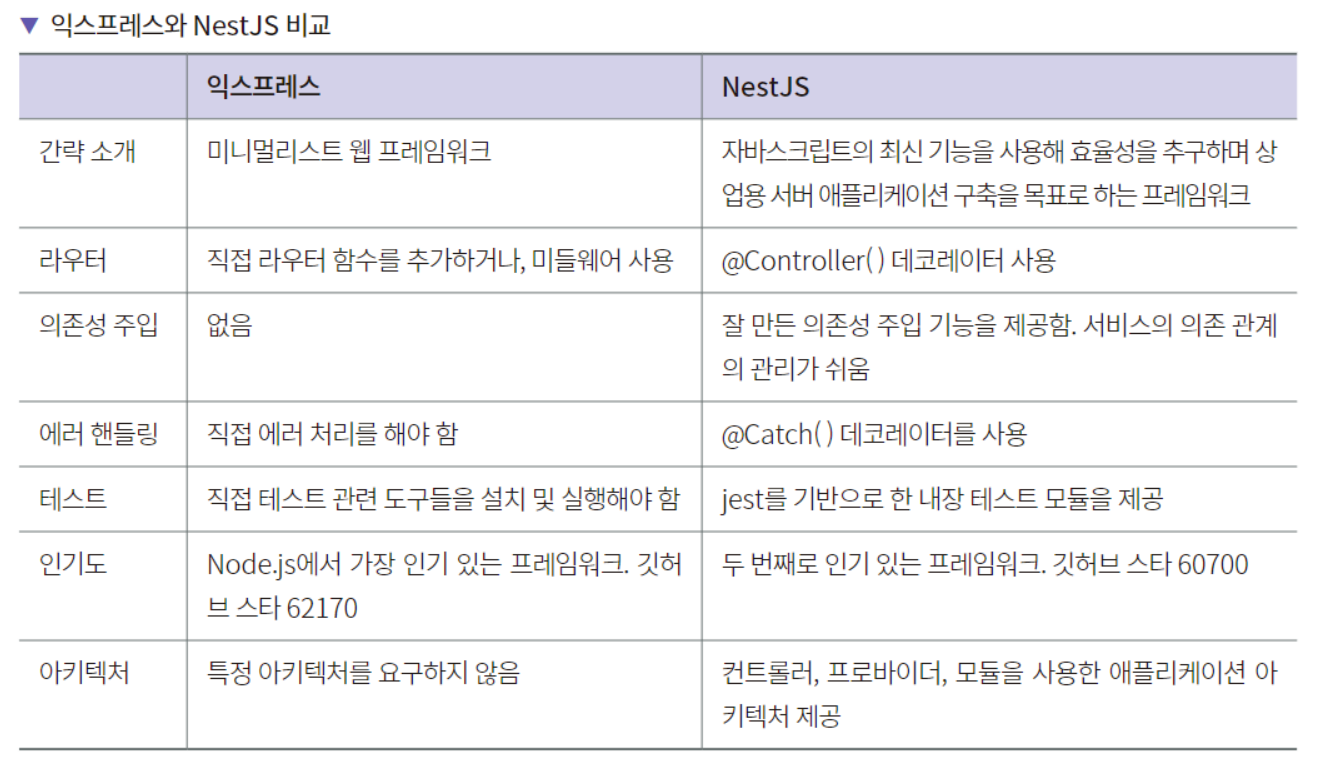 ▼ 익스프레스와 NestJS 비교
익스프레스 NestJS
간략 소개 미니멀리스트 웹 프레임워크 자바스크립트의 최신 기능을 사용해 효율성을 추구하며 상
업용 서버 애플리케이션 구축을 목표로 하는 프레임워크
라우터 직접 라우터 함수를 추가하거나, 미들웨어 사용 @Controller( ) 데코레이터 사용
의존성 주입 없음 잘 만든 의존성 주입 기능을 제공함. 서비스의 의존 관계
의 관리가 쉬움
에러 핸들링 직접 에러 처리를 해야 함 @Catch( ) 데코레이터를 사용
테스트 직접 테스트 관련 도구들을 설치 및 실행해야 함 jest를 기반으로 한 내장 테스트 모듈을 제공
인기도 Node.js에서 가장 인기 있는 프레임워크. 깃허 두 번째로 인기 있는 프레임워크. 깃허브 스타 60700
브 스타 62170
아키텍처 특정 아키텍처를 요구하지 않음 컨트롤러, 프로바이더, 모듈을 사용한 애플리케이션 아
키텍처 제공